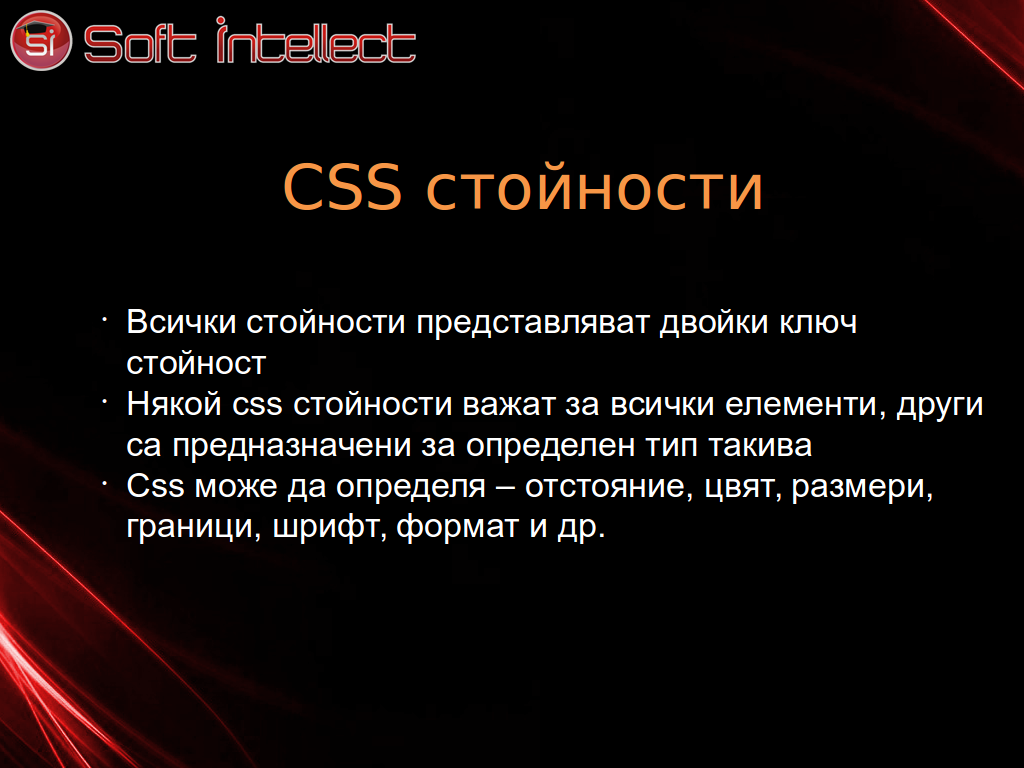 si Soft intellect
CSS стойности
• Всички стойности представляват двойки ключ
стойност
• Някой css стойности важат за всички елементи, други
са предназначени за определен тип такива
• Css може да определя – отстояние, цвят, размери,
граници, шрифт, формат и др.